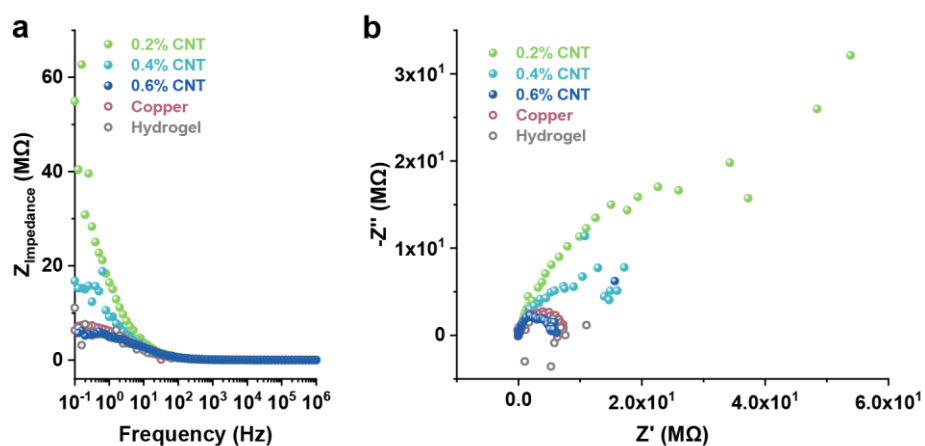 a
0.2% CNT
0.4% CNT
0.6% CNT
Copper
Hydrogel
Z_Impedance (MΩ)
60
40
20
0
10⁻¹ 10⁰ 10¹ 10² 10³ 10⁴ 10⁵ 10⁶
Frequency (Hz)
b
0.2% CNT
0.4% CNT
0.6% CNT
Copper
Hydrogel
-Z'' (MΩ)
3x10¹
2x10¹
1x10¹
0
0.0 2.0x10¹ 4.0x10¹ 6.0x10¹
Z' (MΩ)